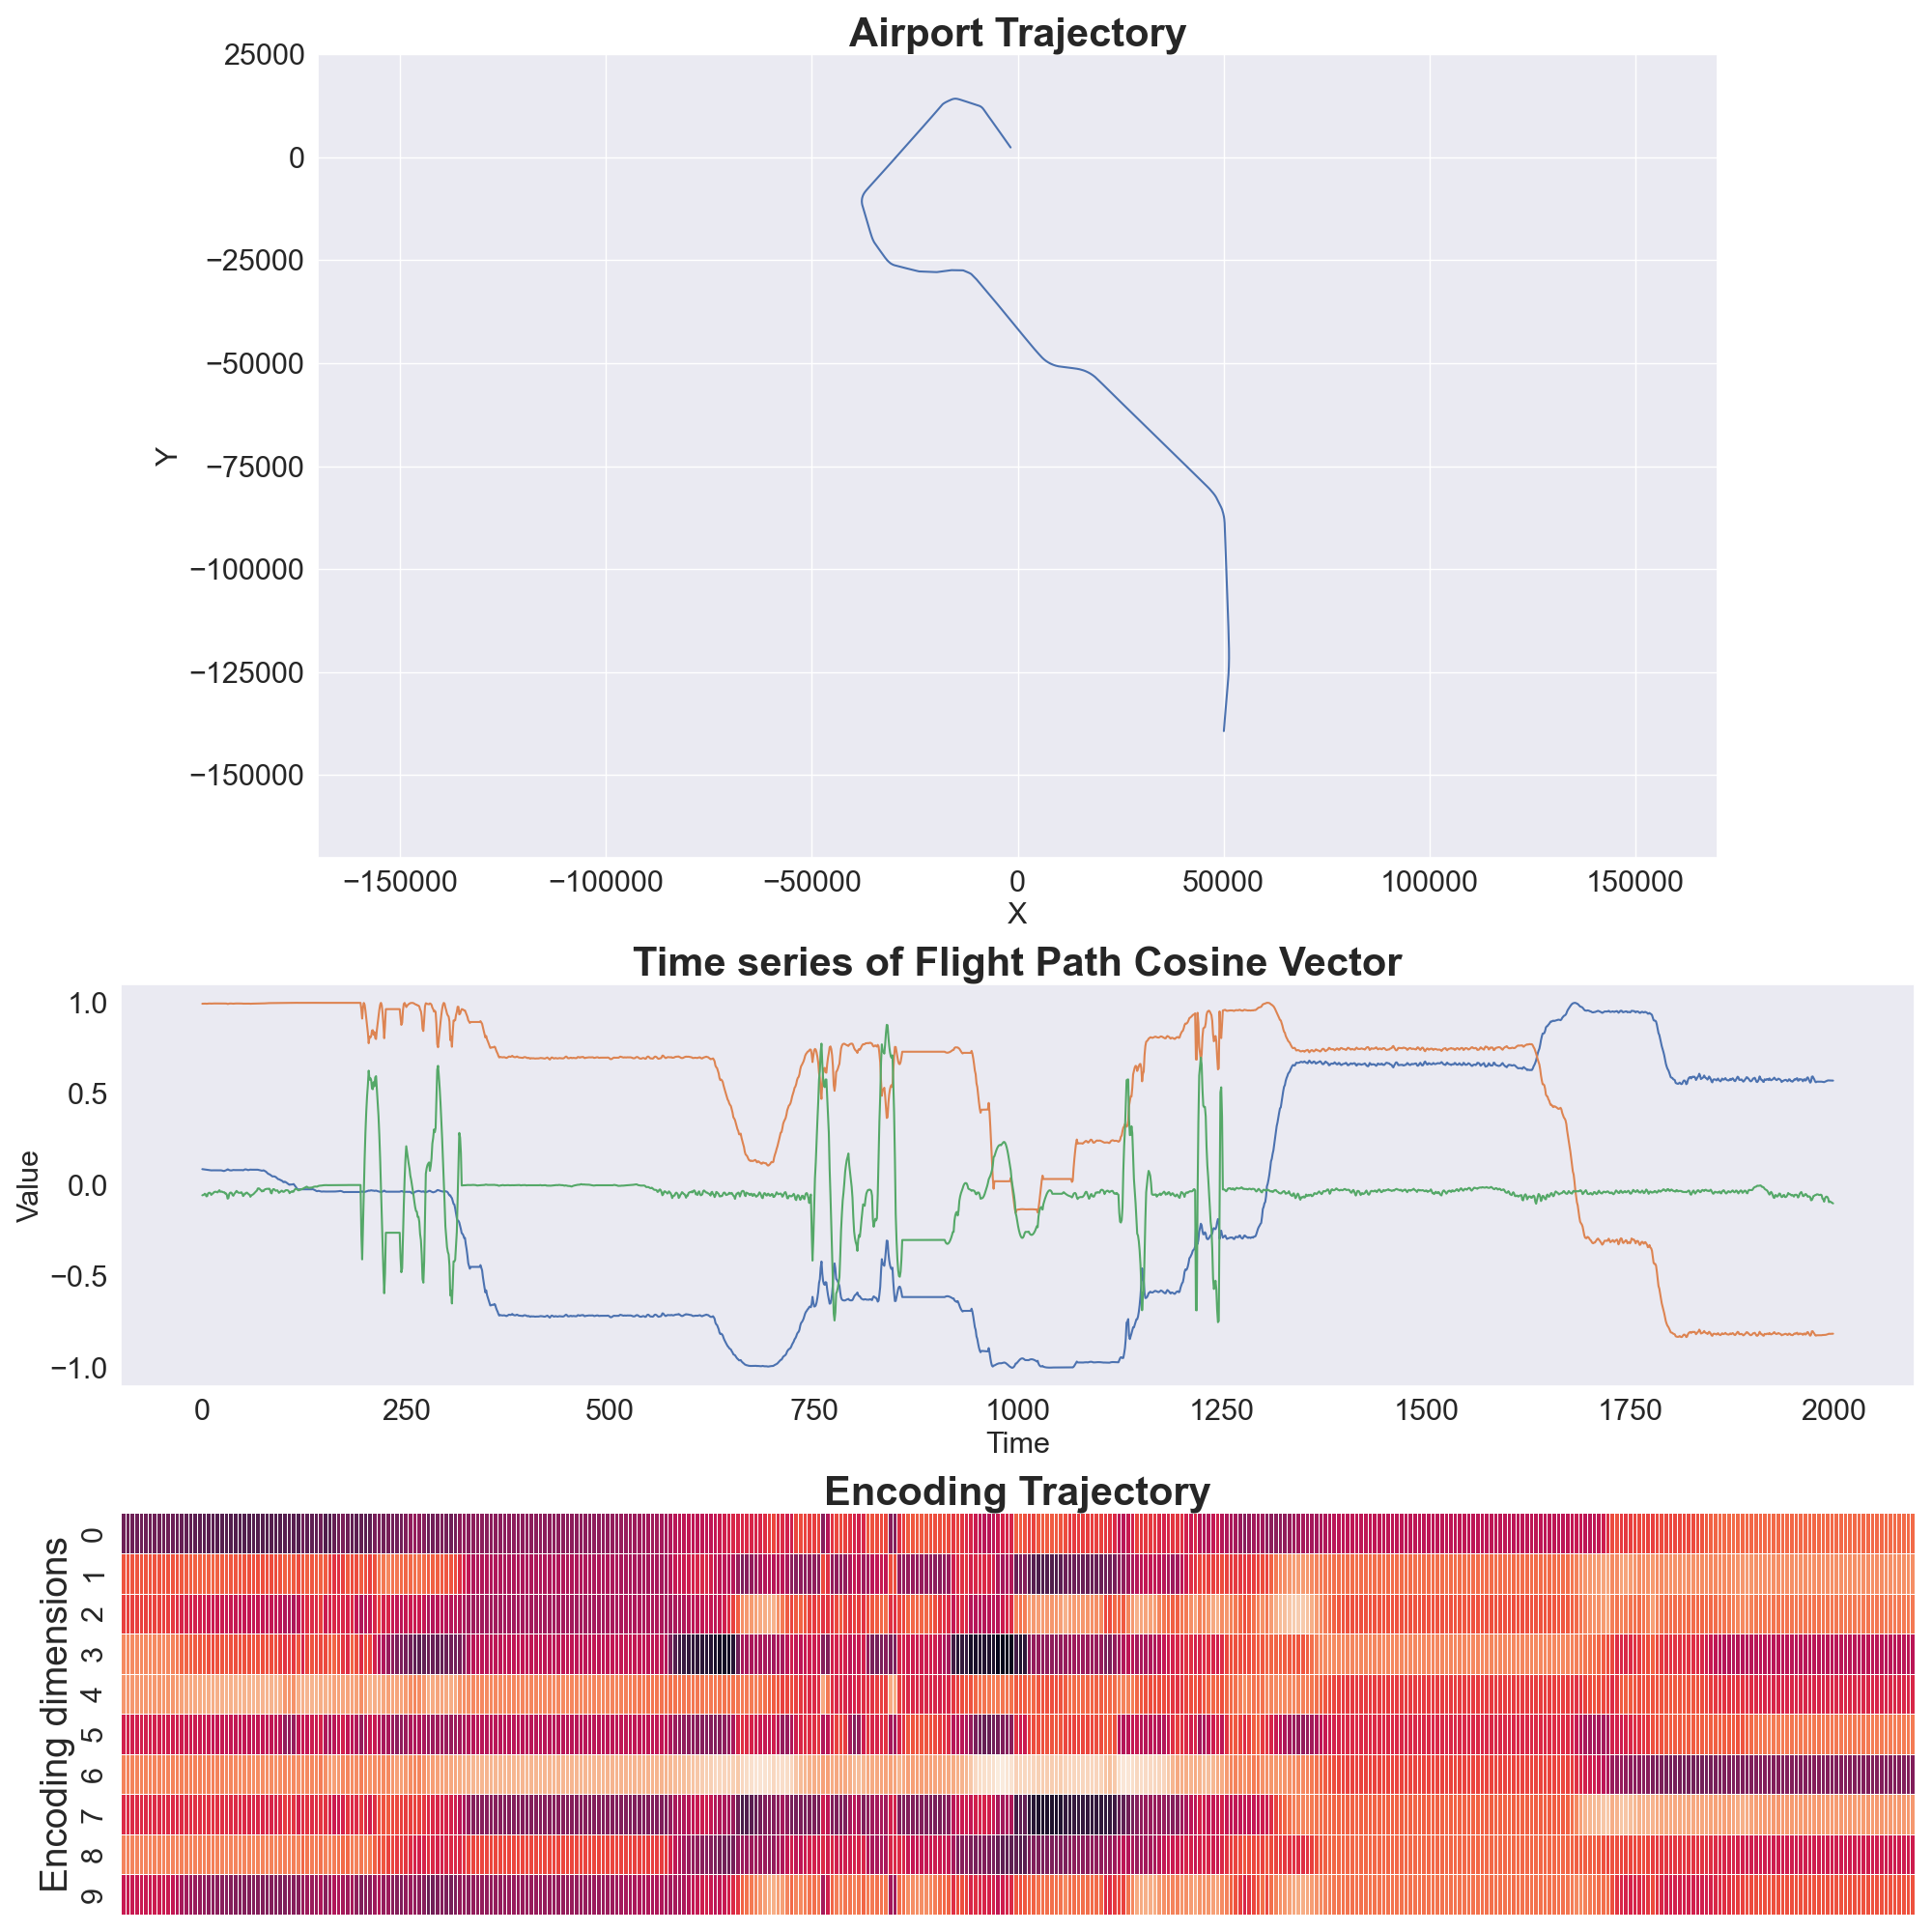 Airport Trajectory
25000
0
−25000
−50000
−75000
−100000
−125000
−150000
Y
−150000 −100000 −50000 0 50000 100000 150000
X
Time series of Flight Path Cosine Vector
1.0
0.5
0.0
−0.5
−1.0
Value
0 250 500 750 1000 1250 1500 1750 2000
Time
Encoding Trajectory
Encoding dimensions
0
1
2
3
4
5
6
7
8
9